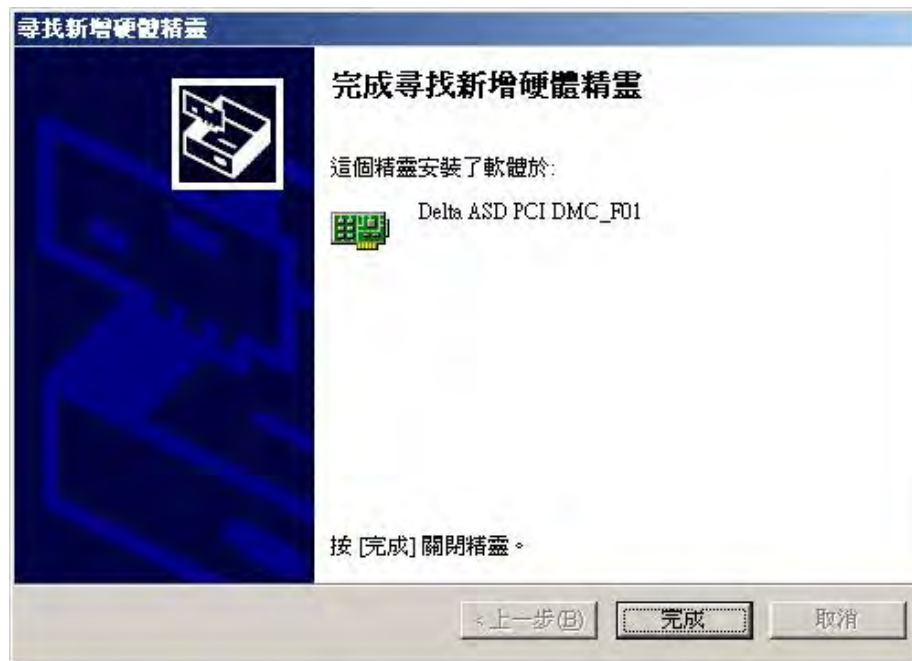 尋找新增硬體精靈
完成尋找新增硬體精靈
這個精靈安裝了軟體於:
Delta ASD PCI DMC_F01
按 [完成] 關閉精靈。
<上一步(B)
完成
取消